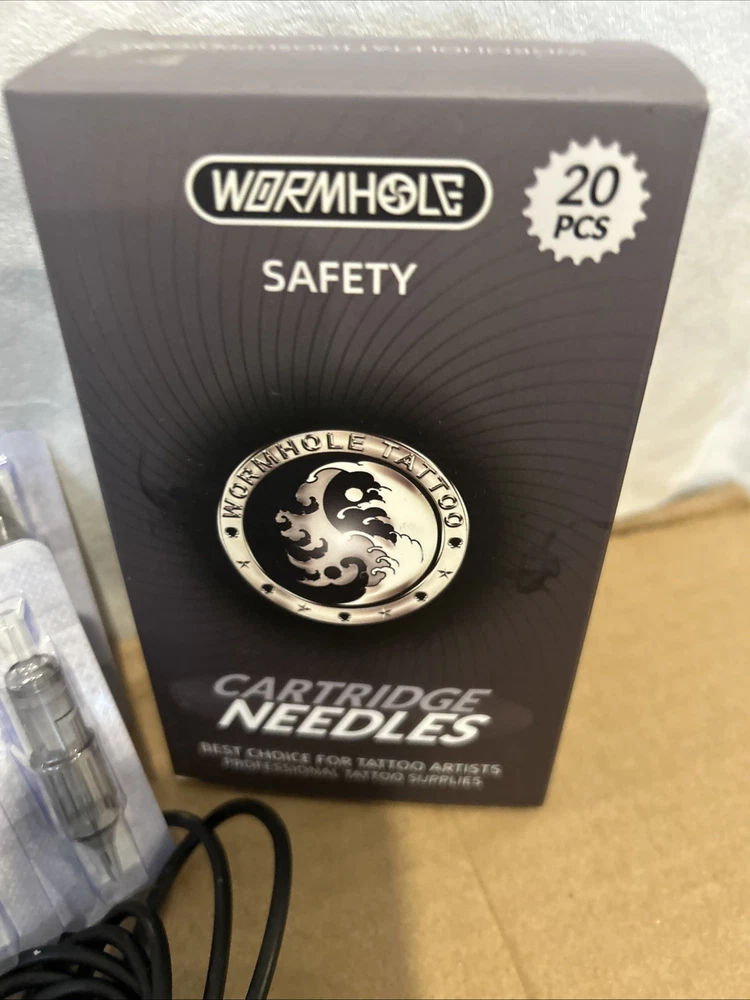 WORMHOLE
20
PCS
SAFETY
WORMHOLE TATTOO
CARTRIDGE
NEEDLES
BEST CHOICE FOR TATTOO ARTISTS
PROFESSIONAL TATTOO SUPPLIES